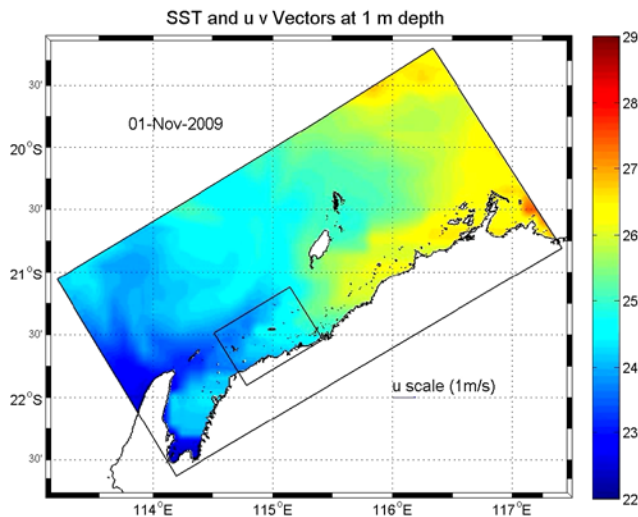 SST and u v Vectors at 1 m depth
01-Nov-2009
u scale (1m/s)
30'
20°S
30'
21°S
30'
22°S
30'
114°E 115°E 116°E 117°E
29
28
27
26
25
24
23
22